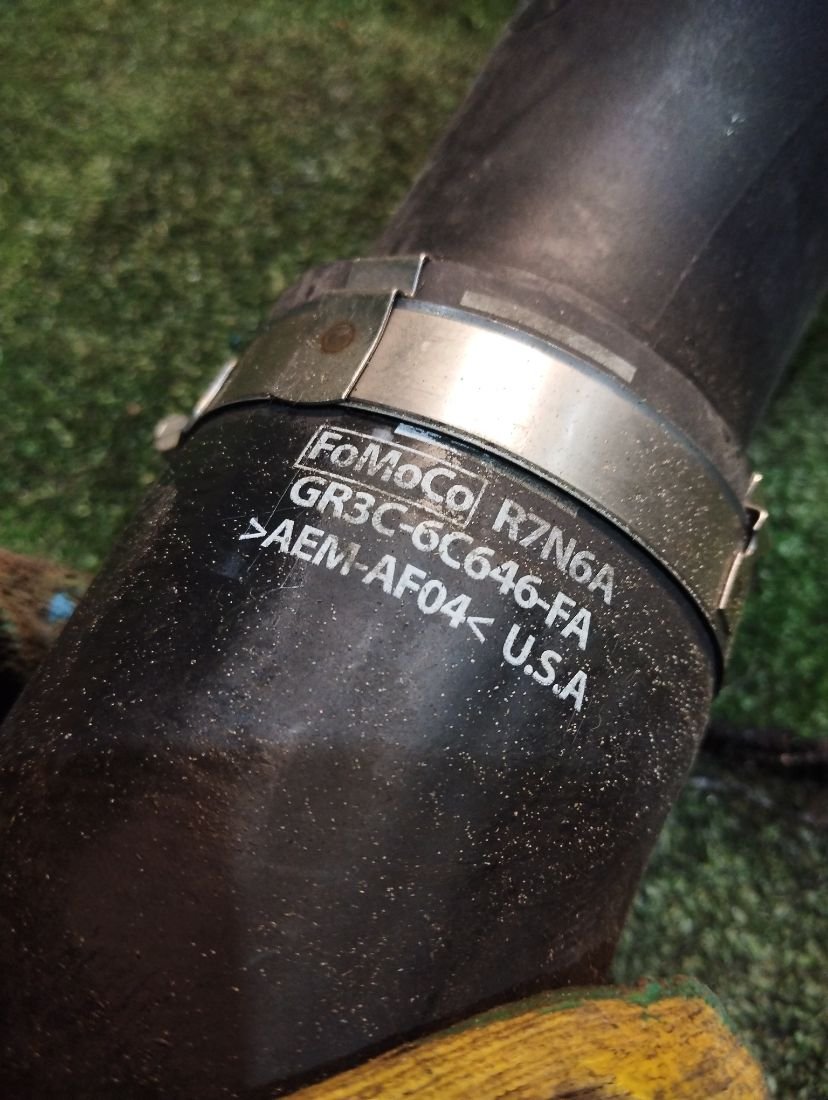 FoMoCo R7N6A
GR3C-6C646-FA
>AEM-AF04< U.S.A